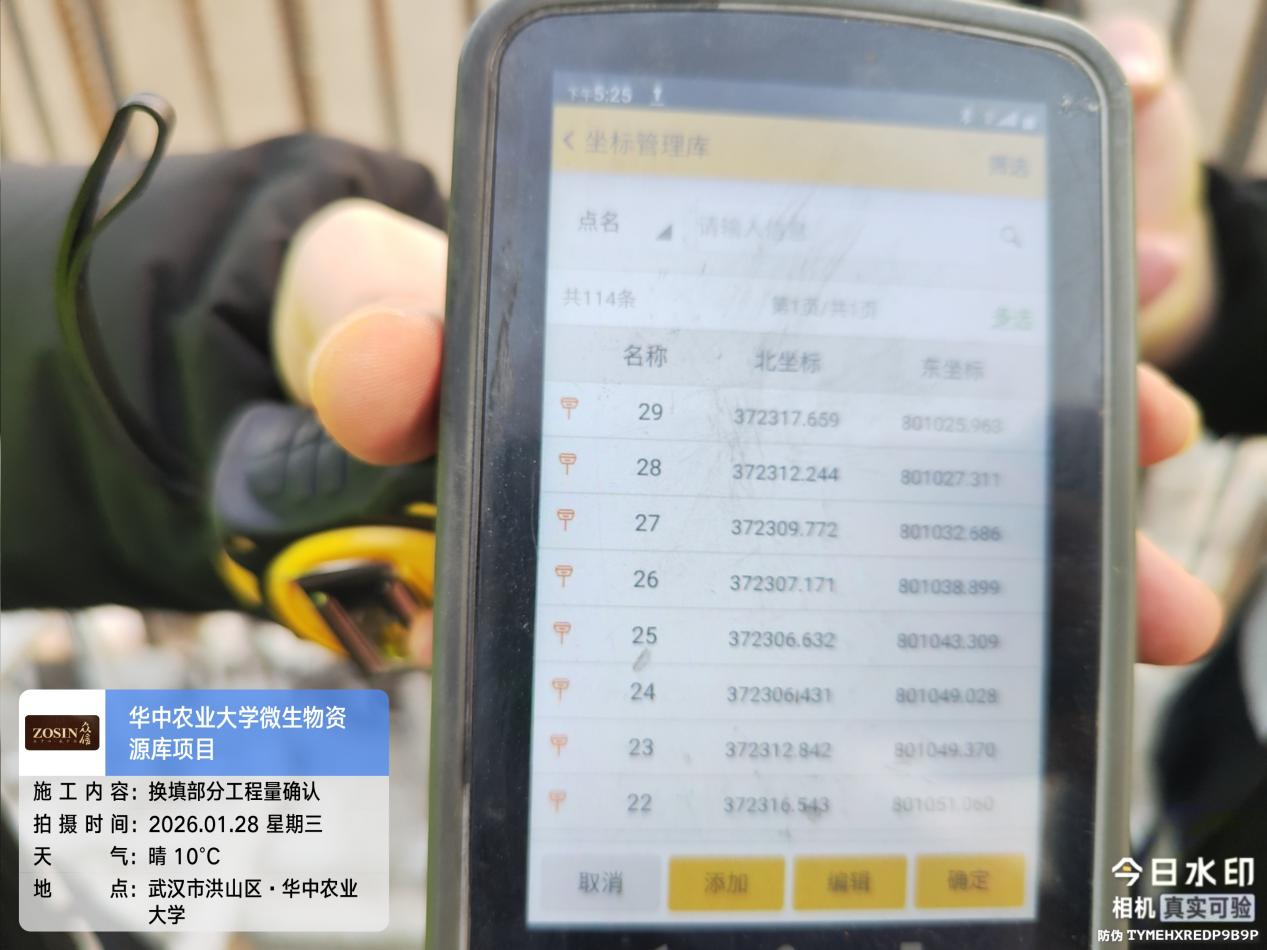 下午5:25
坐标管理库
筛选
点名 请输入信息
共114条 第1页/共1页 多选
名称 北坐标 东坐标
29 372317.659 801025.963
28 372312.244 801027.311
27 372309.772 801032.686
26 372307.171 801038.899
25 372306.632 801043.309
24 372306.431 801049.028
23 372312.842 801049.370
22 372316.543 801051.060
取消 添加 编辑 确定
ZOSIN
华中农业大学微生物资
源库项目
施工内容：换填部分工程量确认
拍摄时间：2026.01.28 星期三
天气：晴 10℃
地点：武汉市洪山区·华中农业
大学
今日水印
相机 真实可验
防伪 TYMEHXREDP9B9P